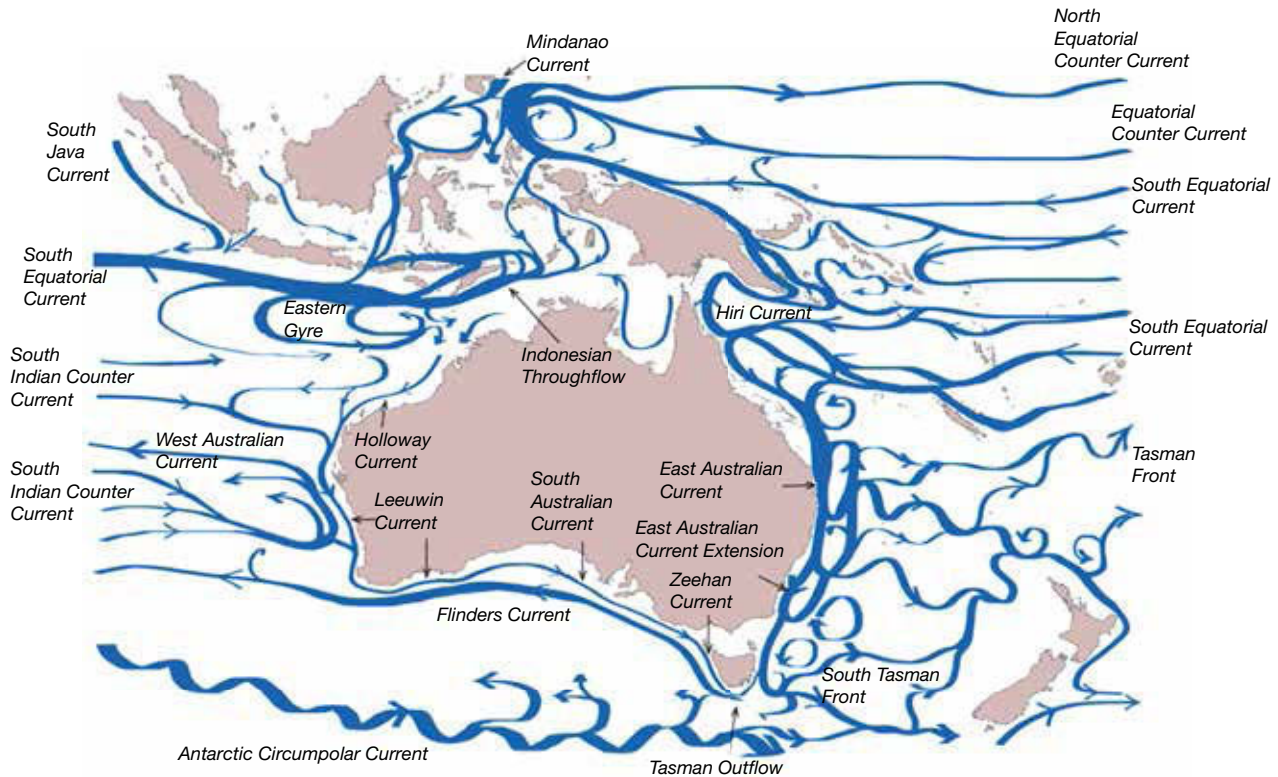 North
Equatorial
Counter Current
Mindanao
Current
Equatorial
Counter Current
South
Java
Current
South Equatorial
Current
South
Equatorial
Current
Eastern
Gyre
Hiri Current
South Equatorial
Current
Indonesian
Throughflow
South
Indian Counter
Current
West Australian
Current
Holloway
Current
South
Indian Counter
Current
Leeuwin
Current
South
Australian
Current
East Australian
Current
Tasman
Front
East Australian
Current Extension
Zeehan
Current
Flinders Current
South Tasman
Front
Antarctic Circumpolar Current
Tasman Outflow